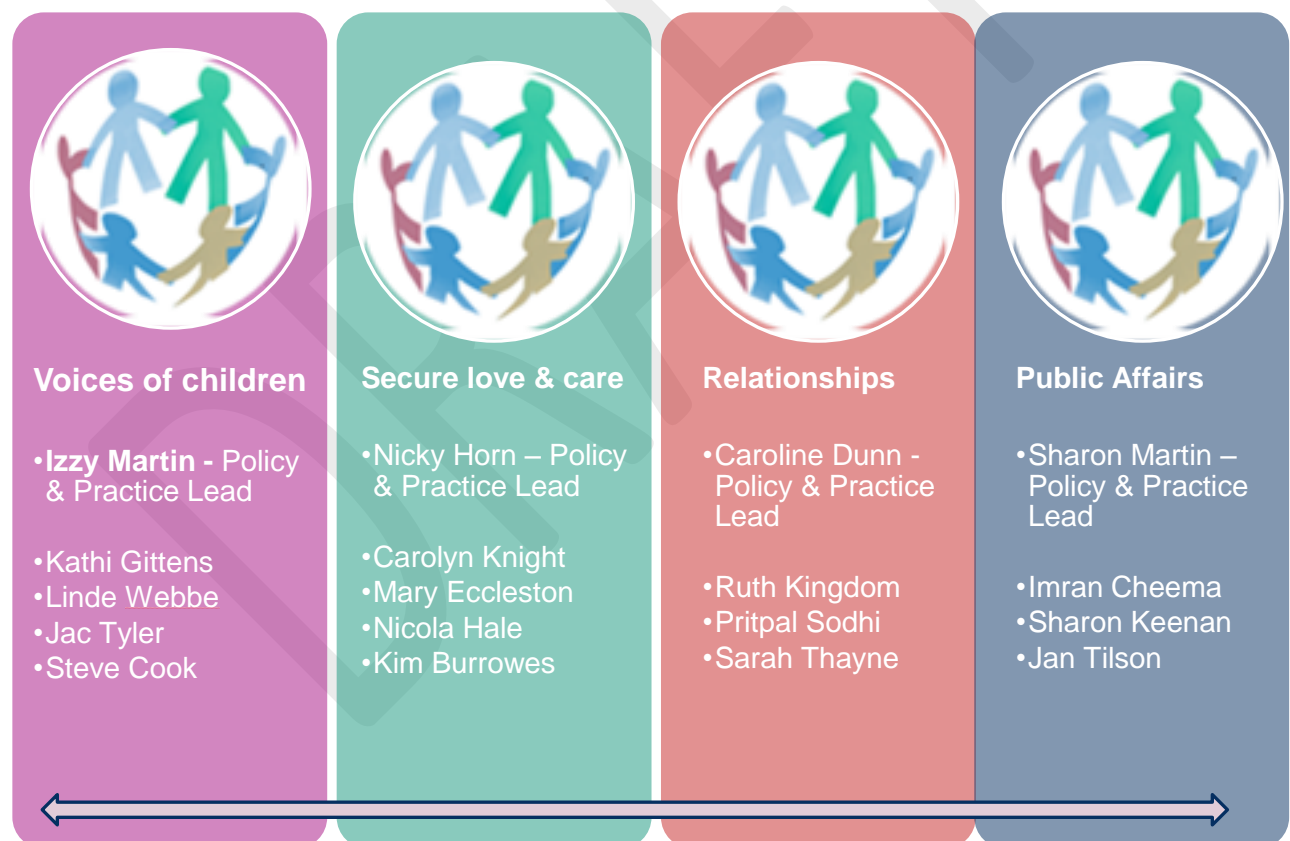 Voices of children
•Izzy Martin - Policy
& Practice Lead
•Kathi Gittens
•Linde Webbe
•Jac Tyler
•Steve Cook
Secure love & care
•Nicky Horn – Policy
& Practice Lead
•Carolyn Knight
•Mary Eccleston
•Nicola Hale
•Kim Burrowes
Relationships
•Caroline Dunn -
Policy & Practice
Lead
•Ruth Kingdom
•Pritpal Sodhi
•Sarah Thayne
Public Affairs
•Sharon Martin –
Policy & Practice
Lead
•Imran Cheema
•Sharon Keenan
•Jan Tilson
DRAFT